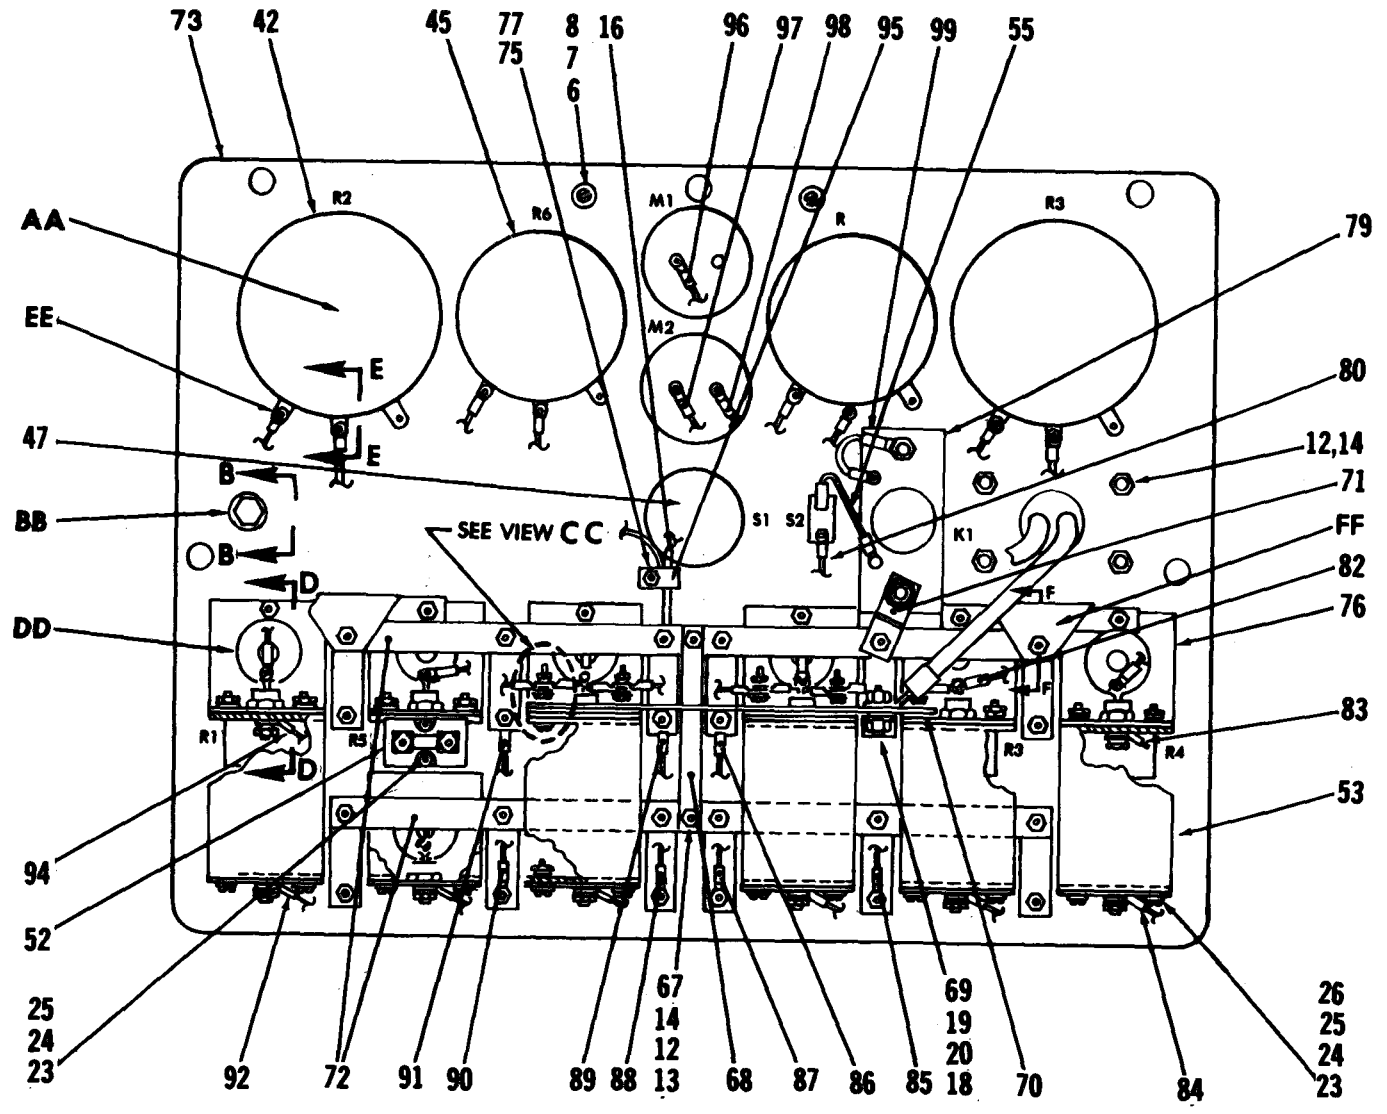 73 42 45 77 8 16 96 97 98 95 99 55
75 7
6
R2 R6 M1 R R3
AA
79
EE
M2
E
80
47
E
12,14
B
71
BB
SEE VIEW CC
S1 S2
K1
FF
B
D
82
F
76
DD
F
83
R1 R5 R3 R4
D
53
94
52
25
24
23
67
14
12
13
69
19
20
18
26
25
24
23
92 72 91 90 89 88 68 87 86 85 70 84